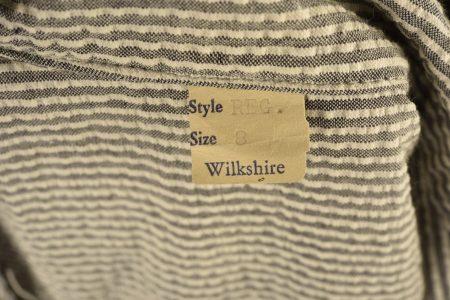 Style REG.
Size 8
Wilkshire